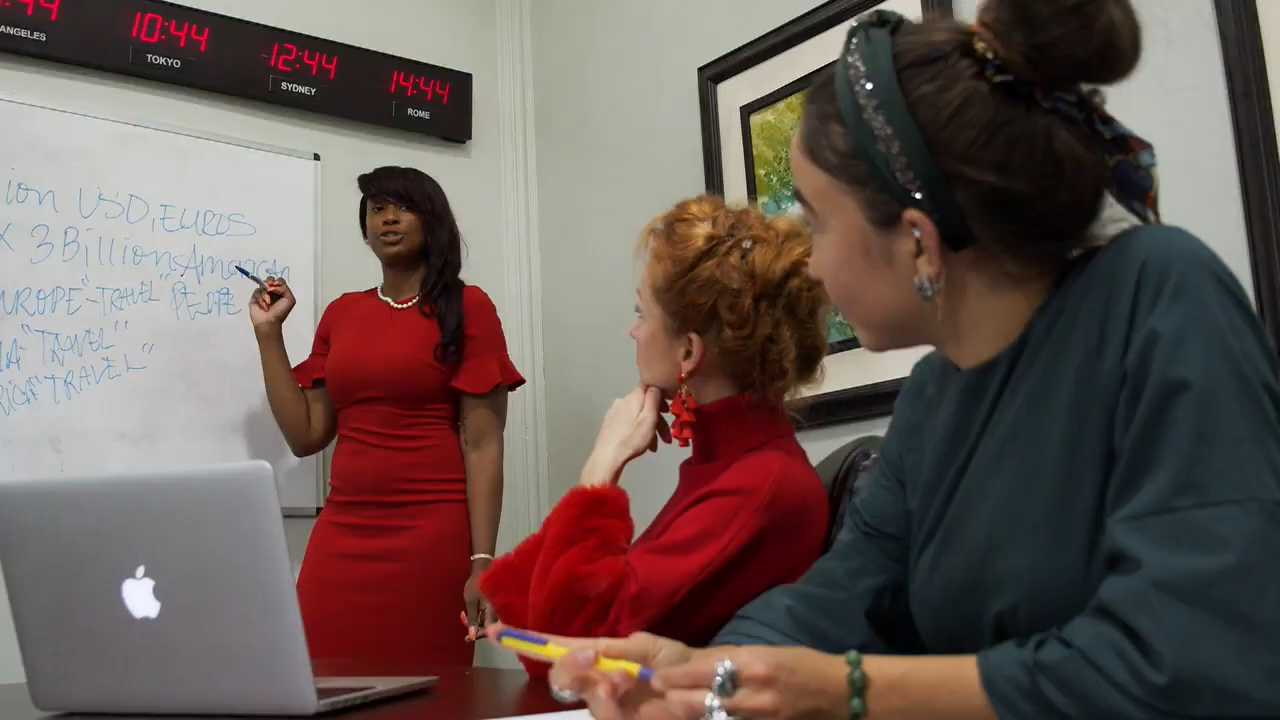 :44 10:44 12:44 14:44
ANGELES TOKYO SYDNEY ROME
ion USD, EUROS
X 3 Billion American
UROPE "-TRAVEL" PEOPLE
"TRAVEL"
"TRAVEL"